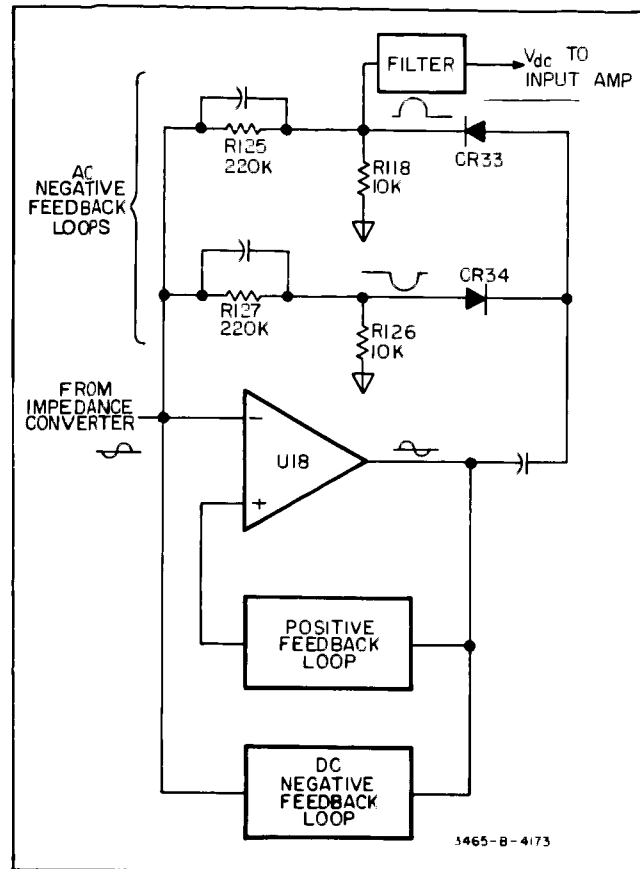 FILTER
Vdc TO
INPUT AMP
R125
220K
CR33
R118
10K
AC
NEGATIVE
FEEDBACK
LOOPS
CR34
R127
220K
R126
10K
FROM
IMPEDANCE
CONVERTER
−
U18
+
POSITIVE
FEEDBACK
LOOP
DC
NEGATIVE
FEEDBACK
LOOP
3465-B-4173